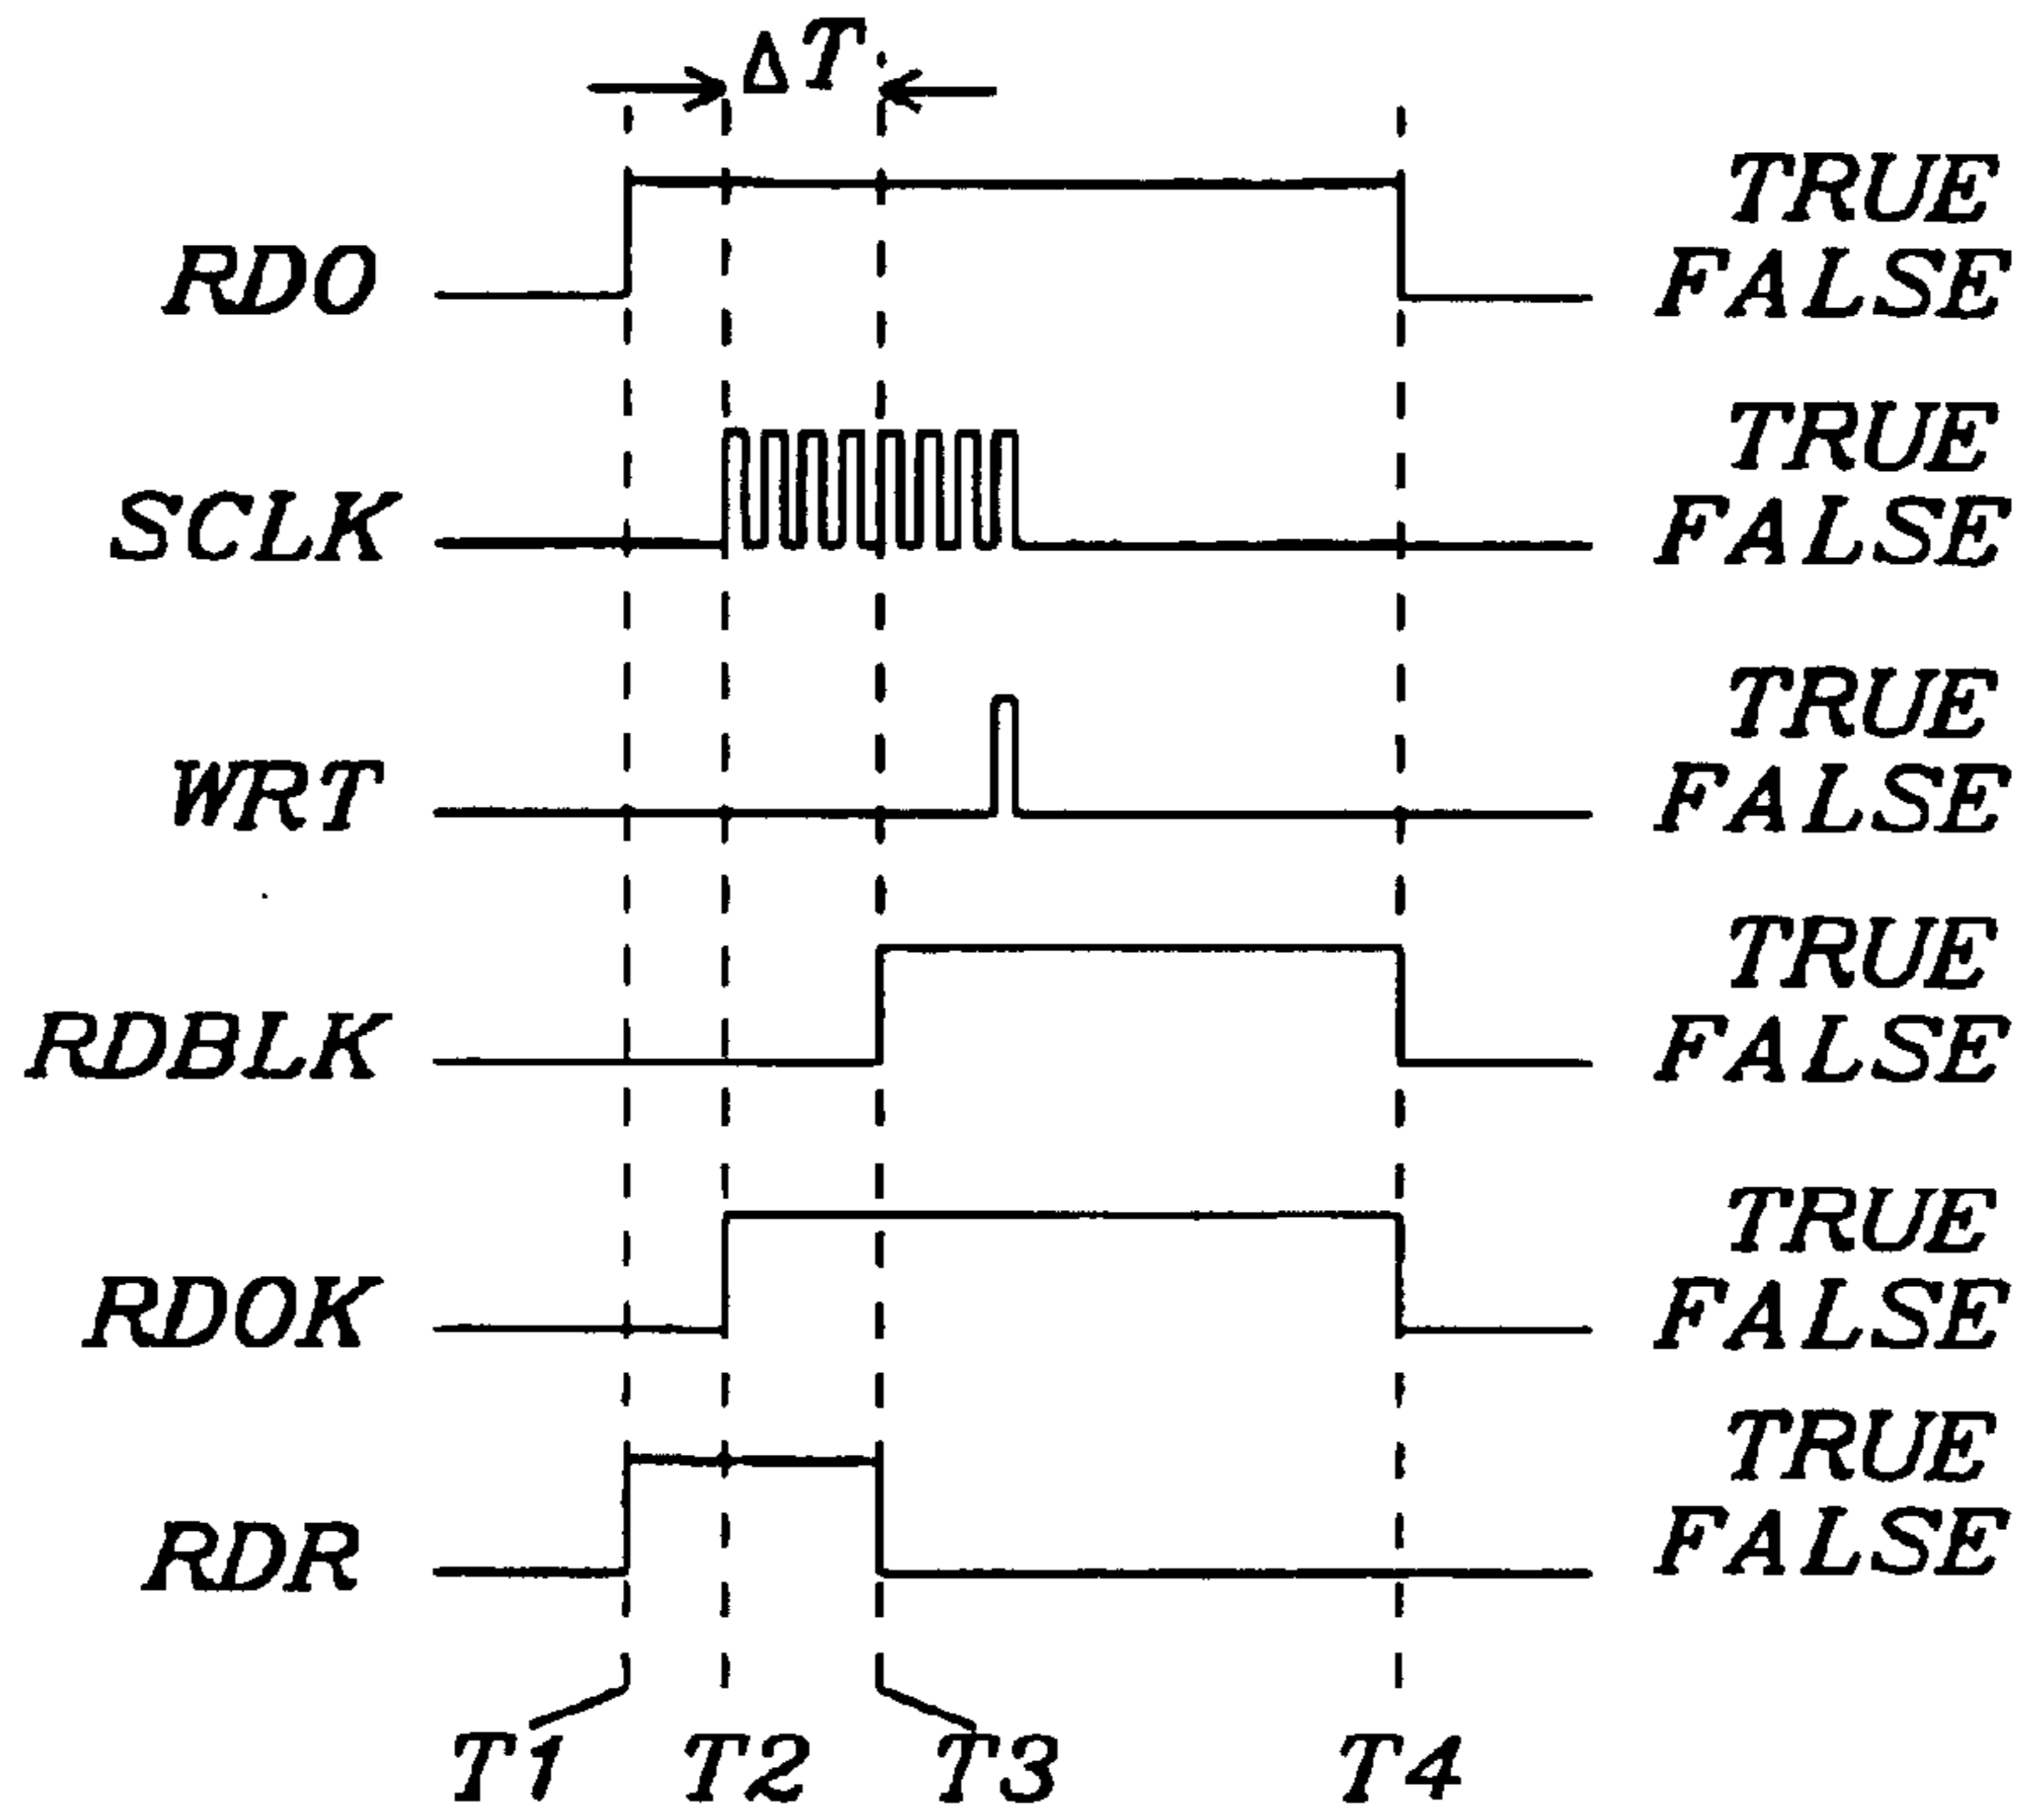 ΔT
TRUE
RDO FALSE
TRUE
SCLK FALSE
TRUE
WRT FALSE
TRUE
RDBLK FALSE
TRUE
RDOK FALSE
TRUE
RDR FALSE
T1 T2 T3 T4